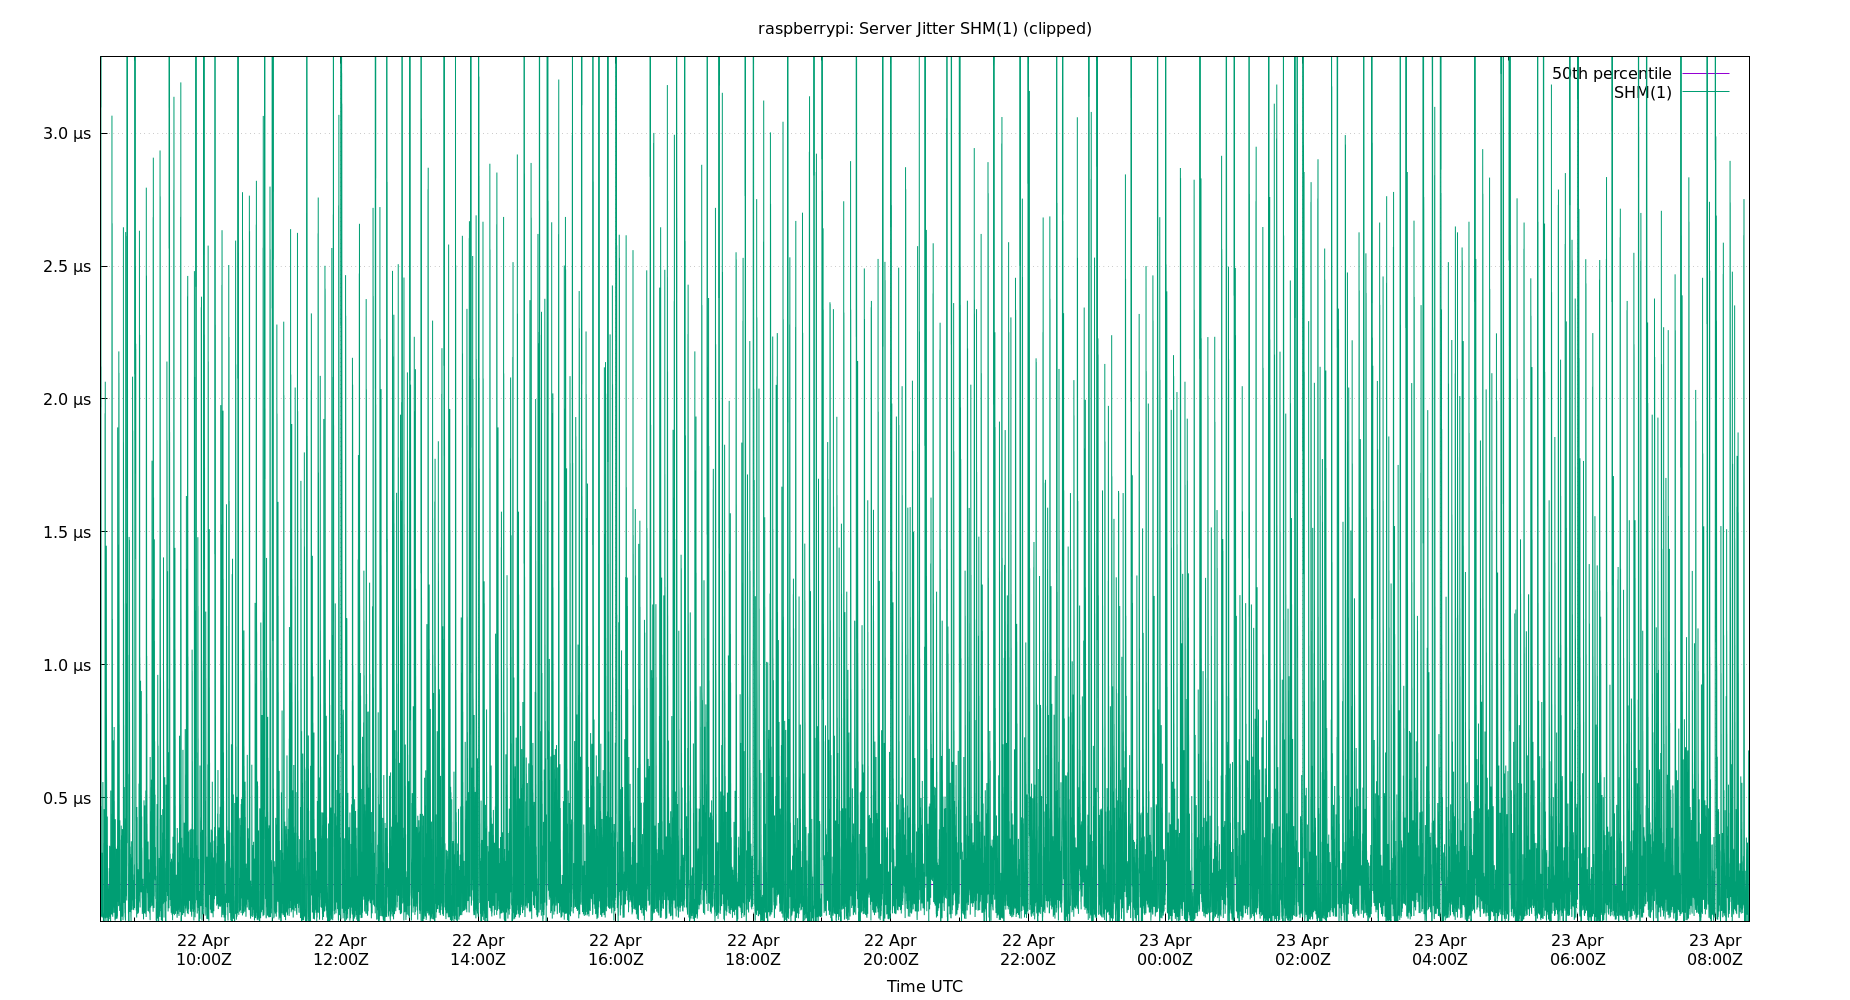 raspberrypi: Server Jitter SHM(1) (clipped)
50th percentile
SHM(1)
3.0 µs
2.5 µs
2.0 µs
1.5 µs
1.0 µs
0.5 µs
22 Apr 22 Apr 22 Apr 22 Apr 22 Apr 22 Apr 22 Apr 23 Apr 23 Apr 23 Apr 23 Apr 23 Apr
10:00Z 12:00Z 14:00Z 16:00Z 18:00Z 20:00Z 22:00Z 00:00Z 02:00Z 04:00Z 06:00Z 08:00Z
Time UTC